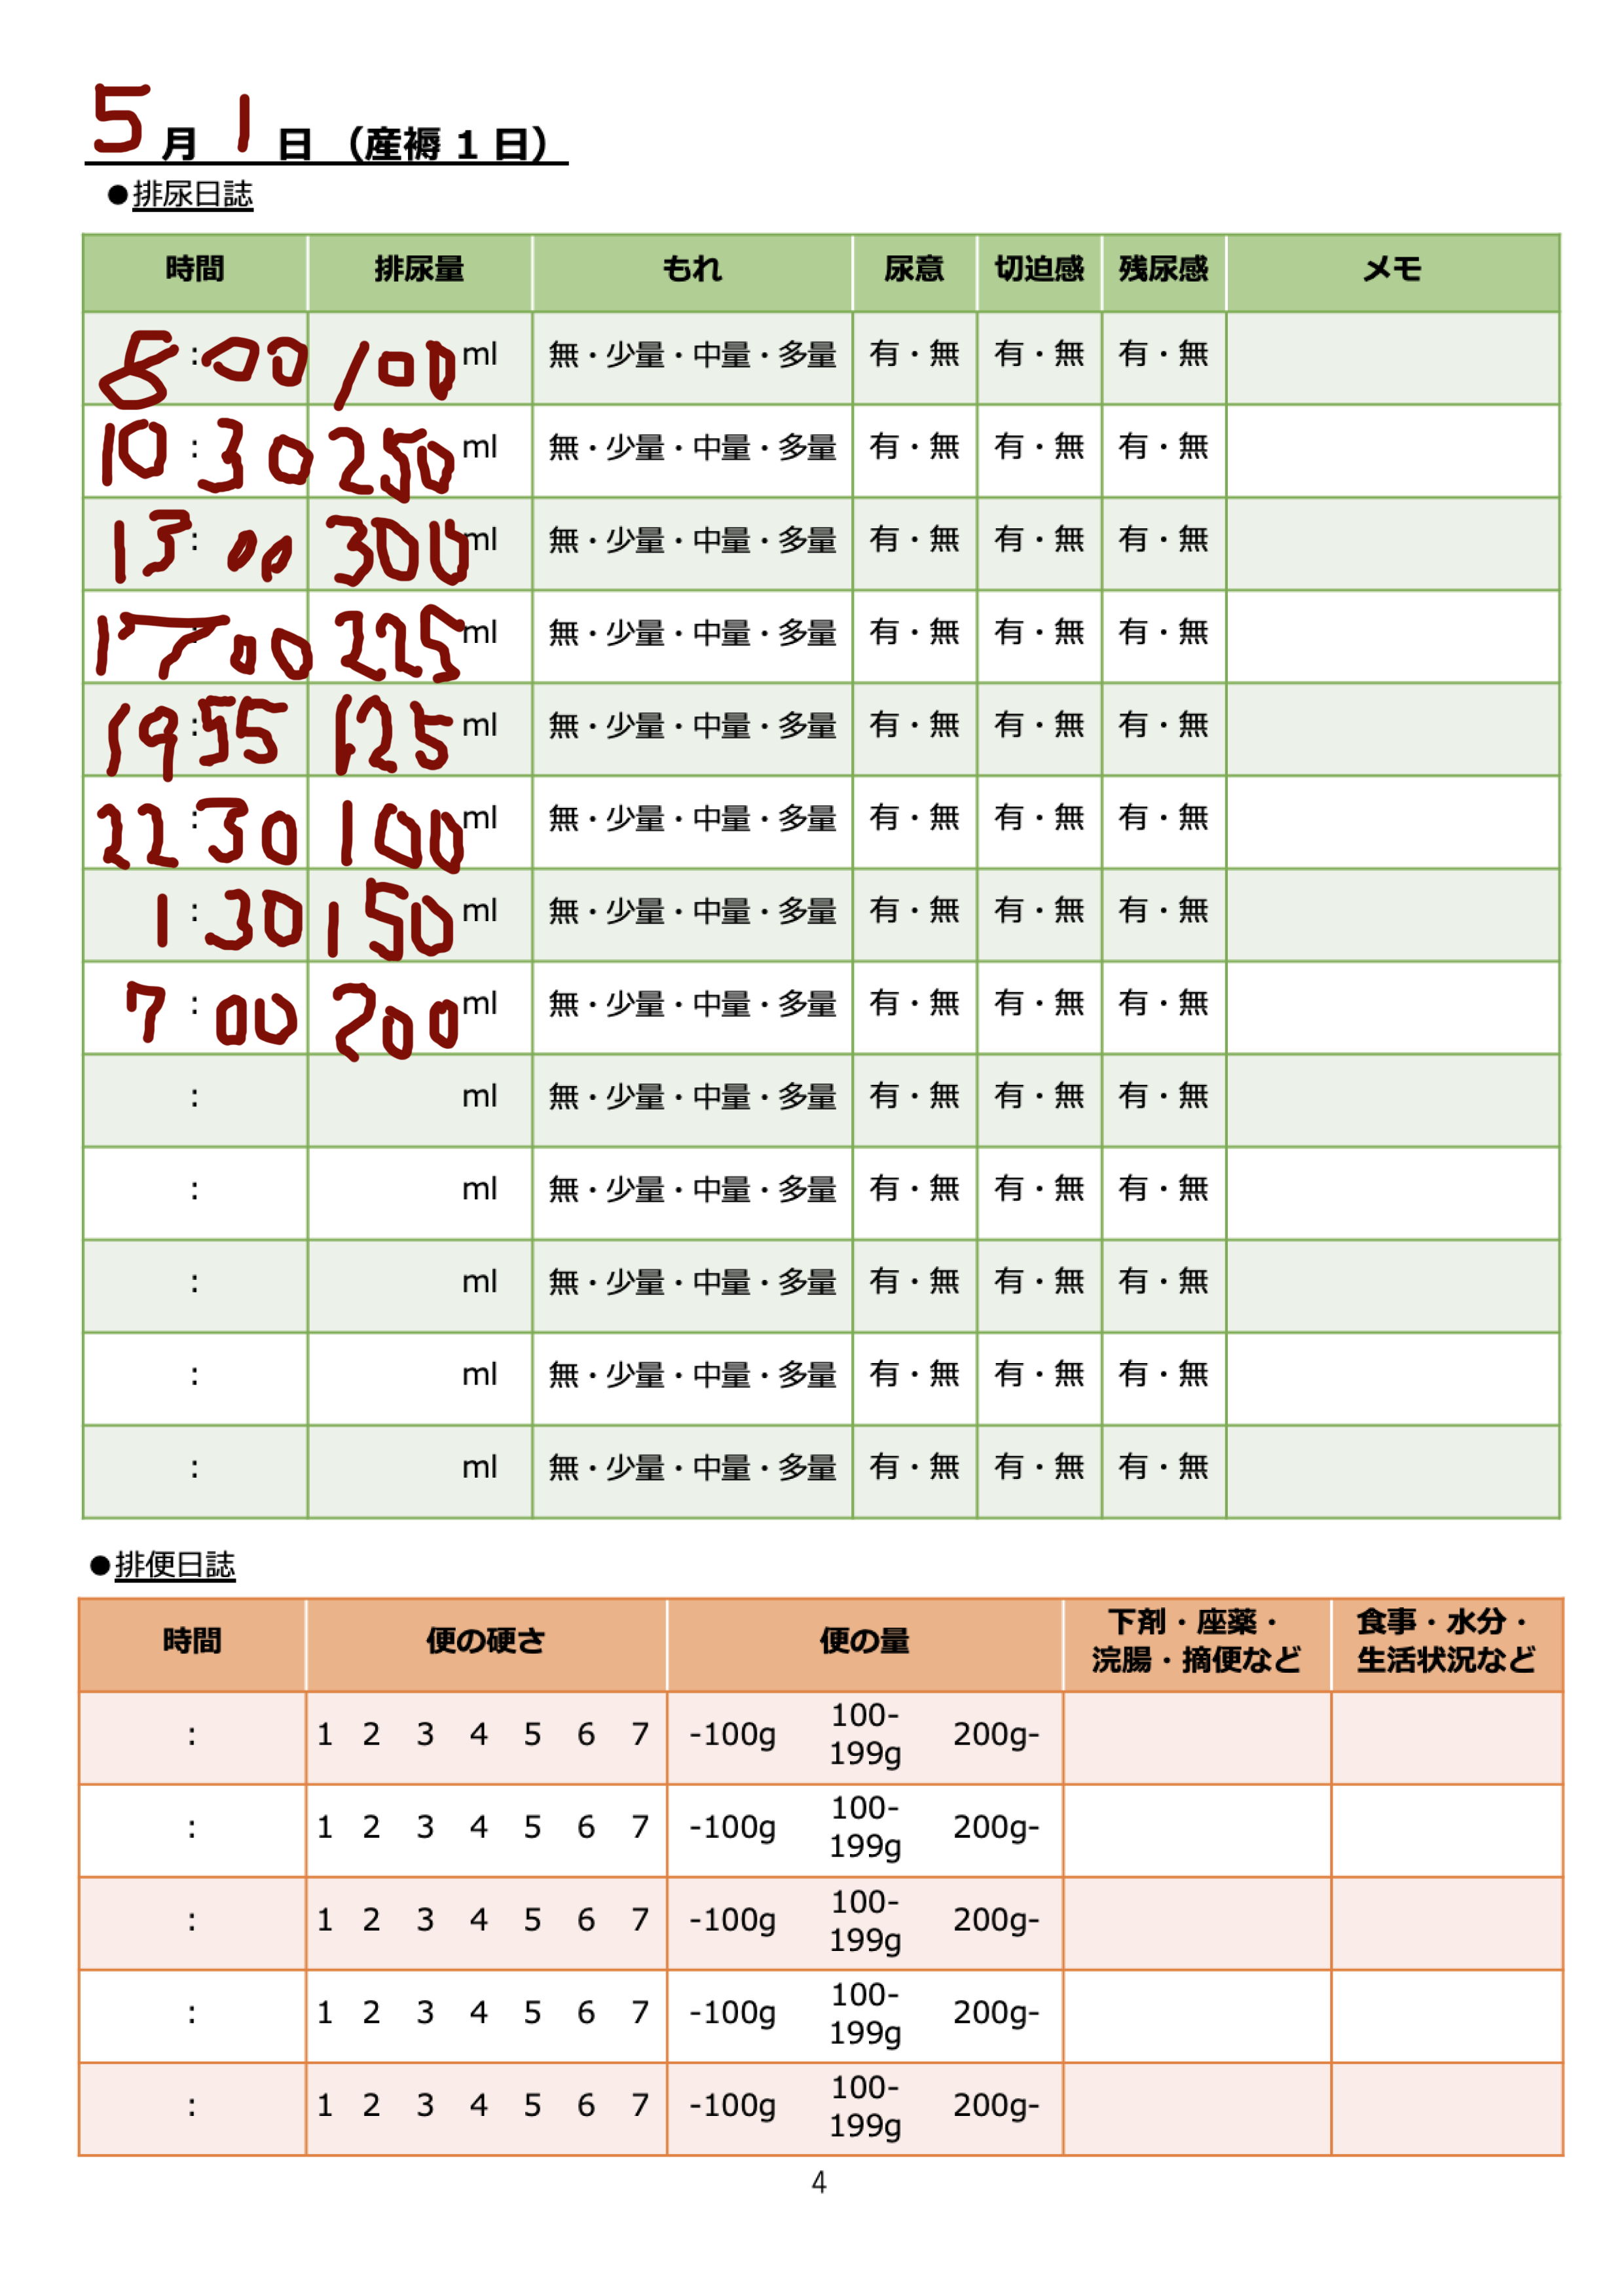 5月1日（産褥1日）
●排尿日誌
時間 排尿量 もれ 尿意 切迫感 残尿感 メモ
8:00 100ml 無・少量・中量・多量 有・無 有・無 有・無
10:30 250ml 無・少量・中量・多量 有・無 有・無 有・無
13:00 300ml 無・少量・中量・多量 有・無 有・無 有・無
17:00 225ml 無・少量・中量・多量 有・無 有・無 有・無
19:55 125ml 無・少量・中量・多量 有・無 有・無 有・無
22:30 100ml 無・少量・中量・多量 有・無 有・無 有・無
1:30 150ml 無・少量・中量・多量 有・無 有・無 有・無
7:00 200ml 無・少量・中量・多量 有・無 有・無 有・無
: ml 無・少量・中量・多量 有・無 有・無 有・無
: ml 無・少量・中量・多量 有・無 有・無 有・無
: ml 無・少量・中量・多量 有・無 有・無 有・無
: ml 無・少量・中量・多量 有・無 有・無 有・無
: ml 無・少量・中量・多量 有・無 有・無 有・無
●排便日誌
時間 便の硬さ 便の量 下剤・座薬・浣腸・摘便など 食事・水分・生活状況など
: 1 2 3 4 5 6 7 -100g 100-199g 200g-
: 1 2 3 4 5 6 7 -100g 100-199g 200g-
: 1 2 3 4 5 6 7 -100g 100-199g 200g-
: 1 2 3 4 5 6 7 -100g 100-199g 200g-
: 1 2 3 4 5 6 7 -100g 100-199g 200g-
4